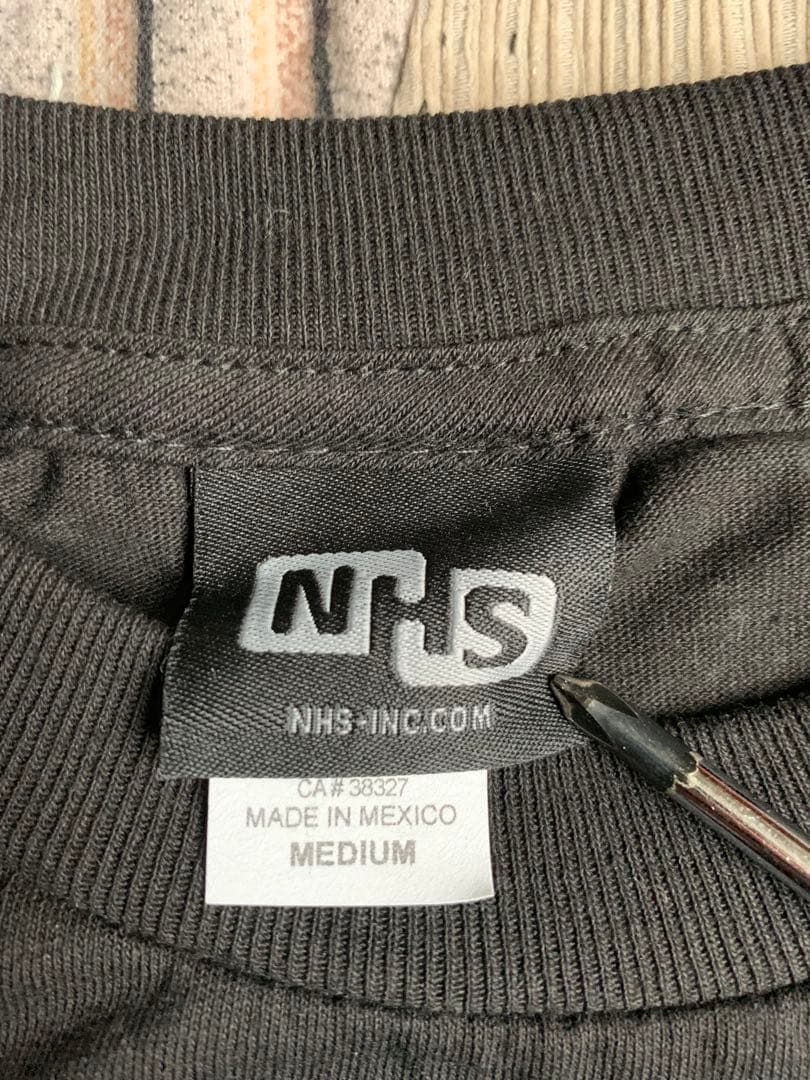 NHS
NHS-INC.COM
CA# 38327
MADE IN MEXICO
MEDIUM